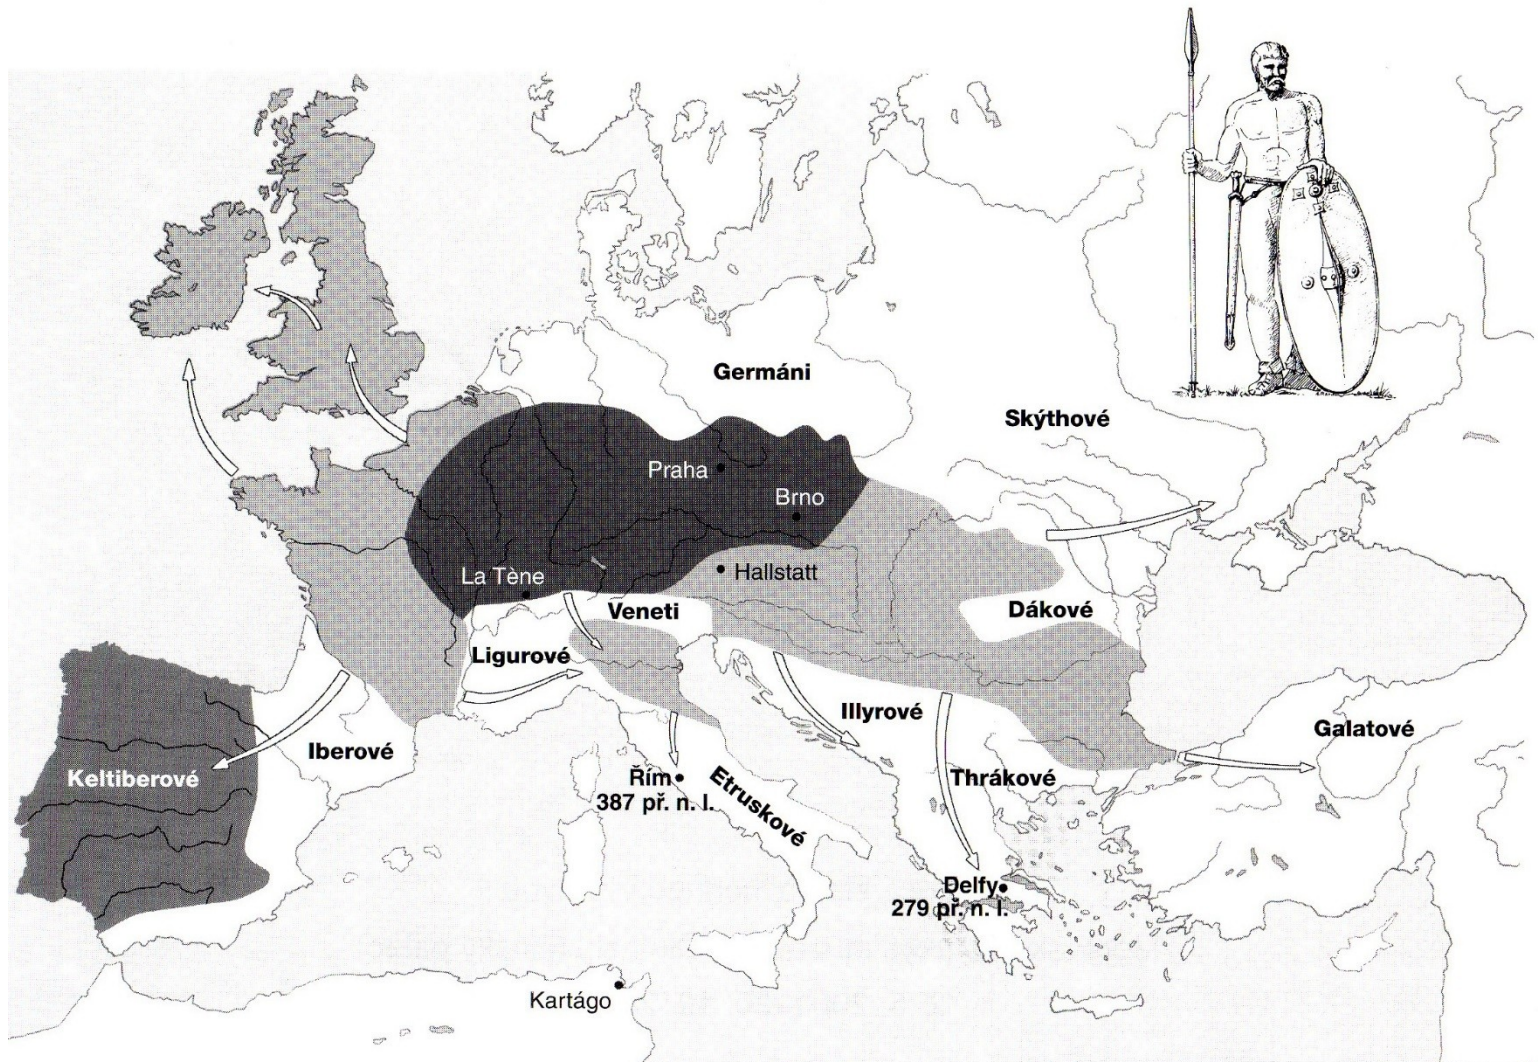 Germáni
Skýthové
Praha
Brno
La Tène
Hallstatt
Veneti
Dákové
Ligurové
Illyrové
Galatové
Iberové
Keltiberové
Řím
387 př. n. l.
Etruskové
Thrákové
Delfy
279 př. n. l.
Kartágo